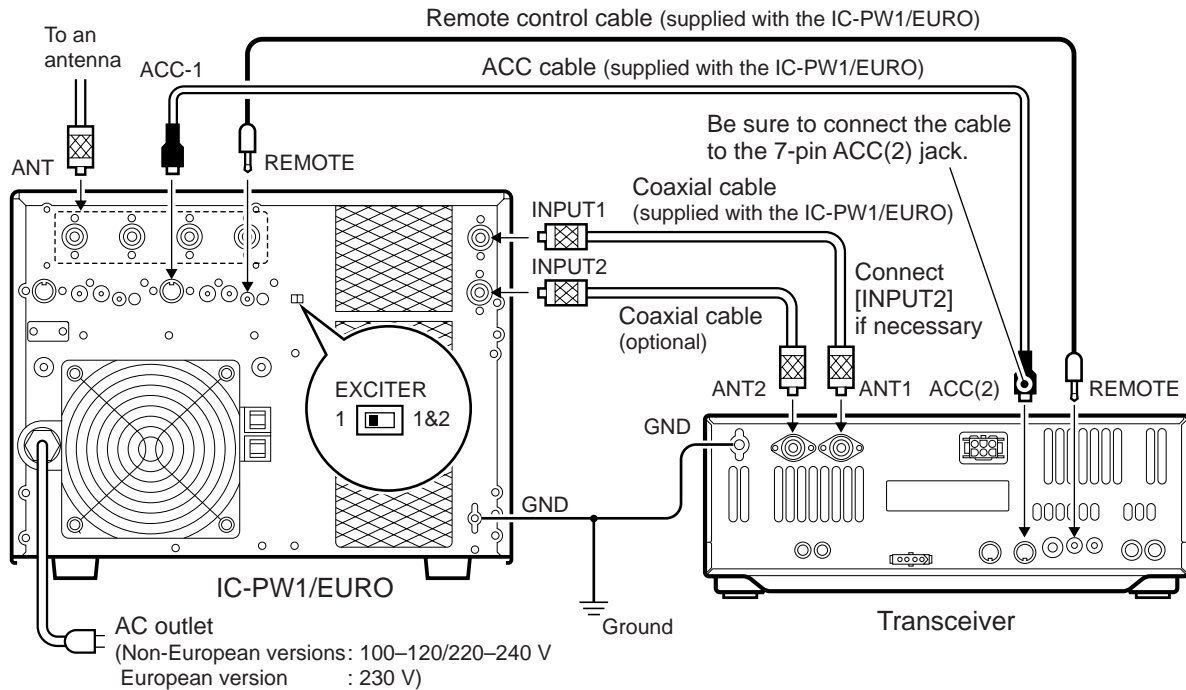 Remote control cable (supplied with the IC-PW1/EURO)
To an
antenna
ACC-1
ACC cable (supplied with the IC-PW1/EURO)
Be sure to connect the cable
to the 7-pin ACC(2) jack.
ANT
REMOTE
Coaxial cable
(supplied with the IC-PW1/EURO)
INPUT1
INPUT2
Connect
[INPUT2]
if necessary
Coaxial cable
(optional)
EXCITER
1 1&2
ANT2
ANT1
ACC(2)
REMOTE
GND
GND
IC-PW1/EURO
Ground
Transceiver
AC outlet
(Non-European versions: 100–120/220–240 V
European version : 230 V)